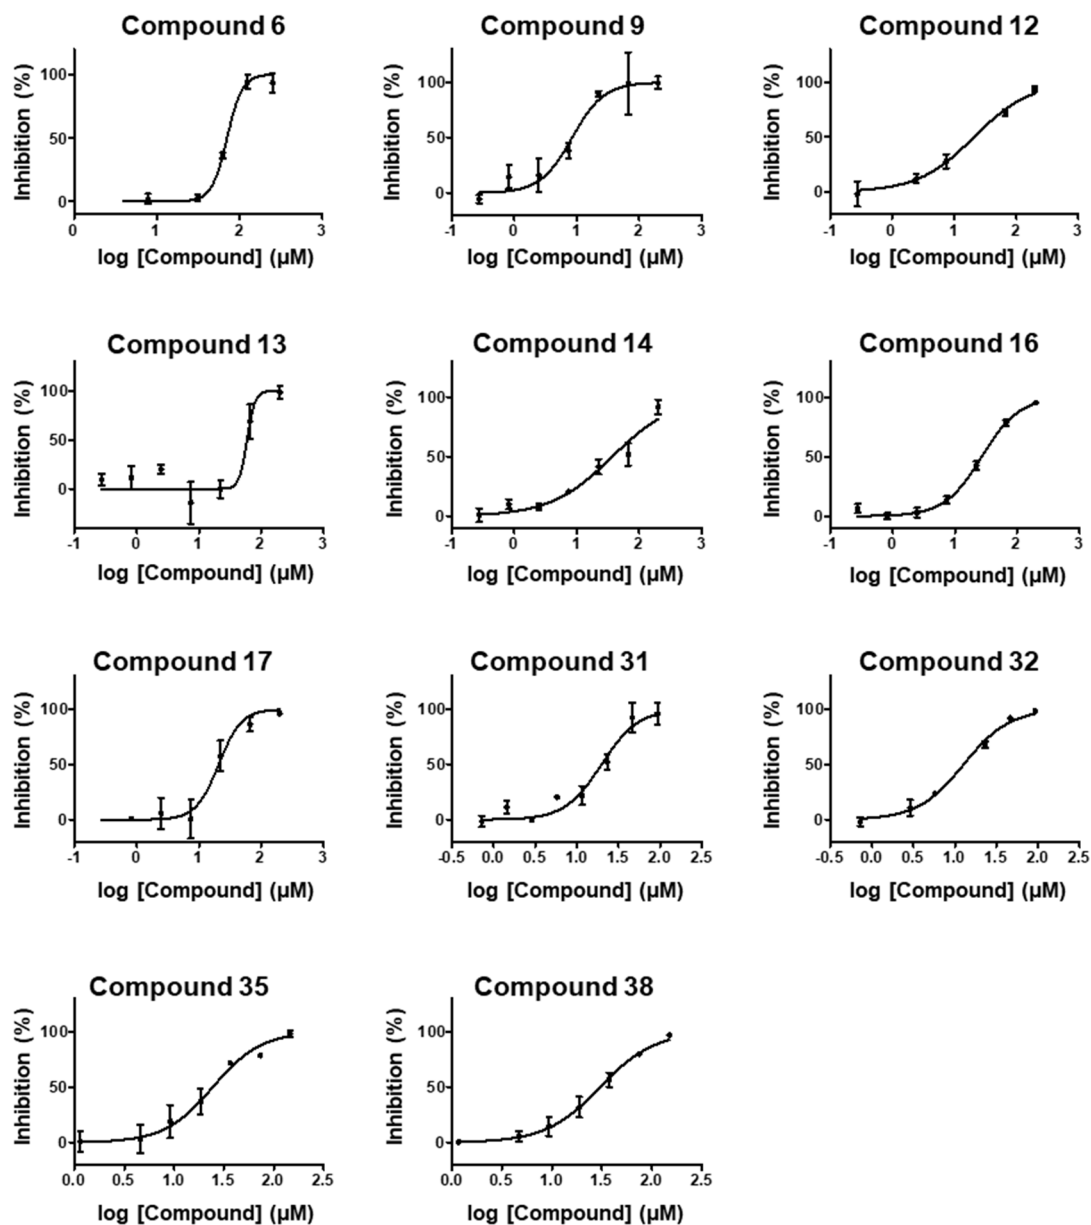 Compound 6
Inhibition (%)
100
50
0
0
1
2
3
log [Compound] (µM)
Compound 9
Inhibition (%)
100
50
0
-1
0
1
2
3
log [Compound] (µM)
Compound 12
Inhibition (%)
100
50
0
-1
0
1
2
3
log [Compound] (µM)
Compound 13
Inhibition (%)
100
50
0
-1
0
1
2
3
log [Compound] (µM)
Compound 14
Inhibition (%)
100
50
0
-1
0
1
2
3
log [Compound] (µM)
Compound 16
Inhibition (%)
100
50
0
-1
0
1
2
3
log [Compound] (µM)
Compound 17
Inhibition (%)
100
50
0
-1
0
1
2
3
log [Compound] (µM)
Compound 31
Inhibition (%)
100
50
0
-0.5
0.0
0.5
1.0
1.5
2.0
2.5
log [Compound] (µM)
Compound 32
Inhibition (%)
100
50
0
-0.5
0.0
0.5
1.0
1.5
2.0
2.5
log [Compound] (µM)
Compound 35
Inhibition (%)
100
50
0
0.0
0.5
1.0
1.5
2.0
2.5
log [Compound] (µM)
Compound 38
Inhibition (%)
100
50
0
0.0
0.5
1.0
1.5
2.0
2.5
log [Compound] (µM)